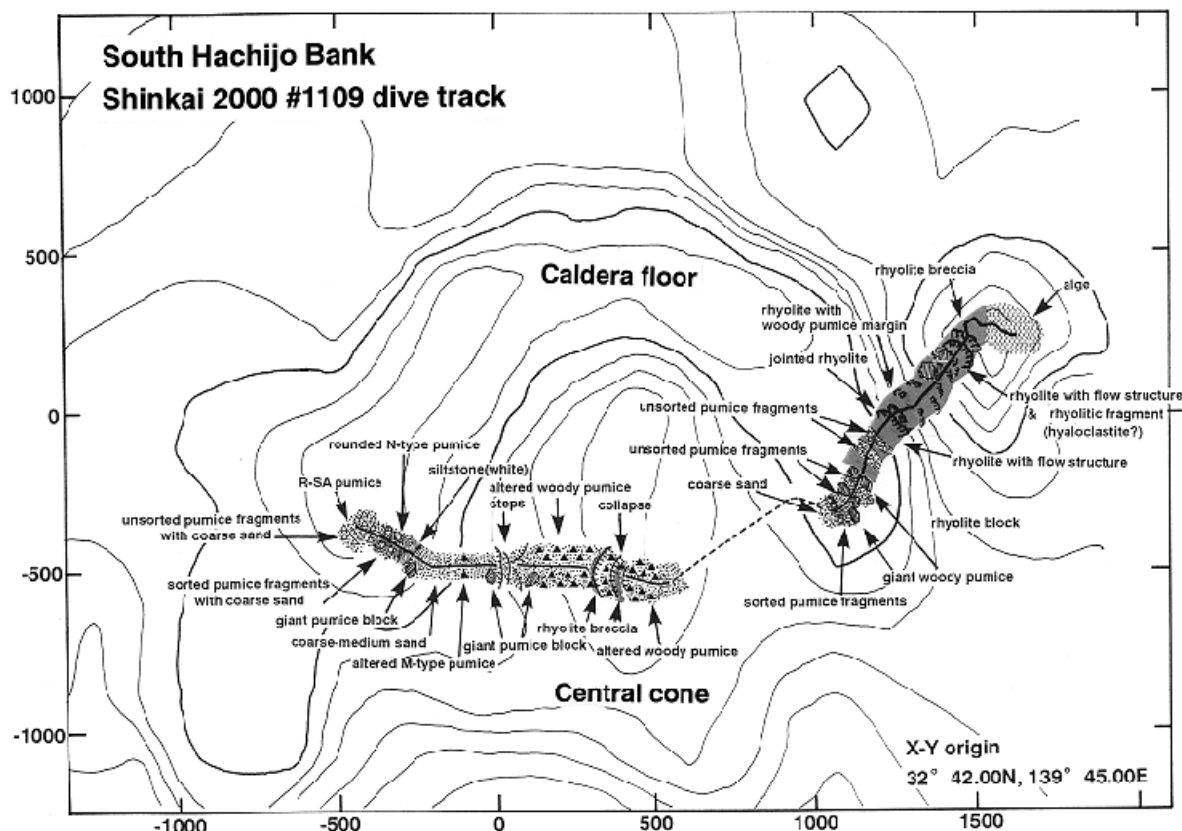 South Hachijo Bank
Shinkai 2000 #1109 dive track
1000
500
0
-500
-1000
-1000
-500
0
500
1000
1500
Caldera floor
rhyolite breccia
alge
rhyolite with
woody pumice margin
jointed rhyolite
unsorted pumice fragments
rhyolite with flow structure
& rhyolitic fragment
(hyaloclastite?)
unsorted pumice fragments
rhyolite with flow structure
coarse sand
rhyolite block
giant woocy pumice
sorted pumice fragments
rounded N-type pumice
siltstone(white)
R-SA pumice
altered woody pumice
steps
collapse
unsorted pumice fragments
with coarse sand
sorted pumice fragments
with coarse sand
giant pumice block
coarse-medium sand
altered M-type pumice
giant pumice block
rhyolite breccia
altered woody pumice
Central cone
X-Y origin
32° 42.00N, 139° 45.00E